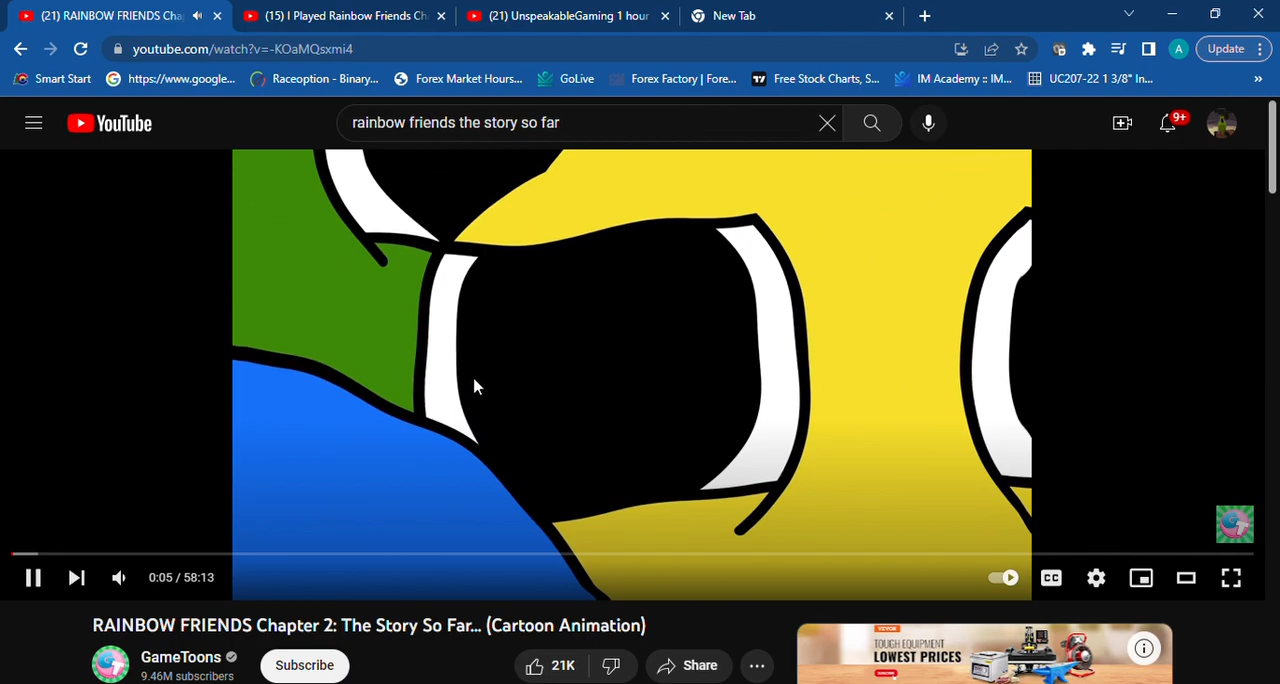 (21) RAINBOW FRIENDS Cha
(15) I Played Rainbow Friends Ch
(21) UnspeakableGaming 1 hour
New Tab
youtube.com/watch?v=-KOaMQsxmi4
A
Update
Smart Start
https://www.google...
Raceoption - Binary...
Forex Market Hours...
GoLive
Forex Factory | Fore...
Free Stock Charts, S...
IM Academy :: IM...
UC207-22 1 3/8" In...
»
YouTube
rainbow friends the story so far
9+
GT
0:05 / 58:13
CC
RAINBOW FRIENDS Chapter 2: The Story So Far... (Cartoon Animation)
GameToons
9.46M subscribers
Subscribe
21K
Share
VEVOR
TOUGH EQUIPMENT
LOWEST PRICES